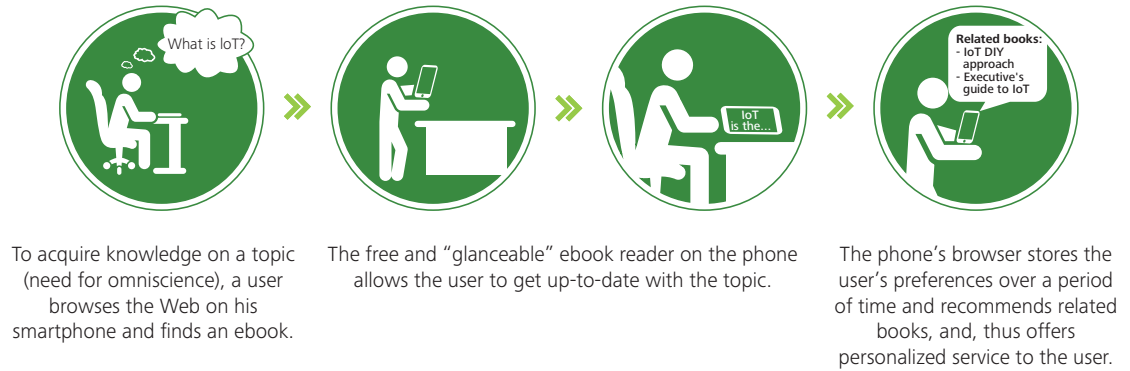 What is IoT?
IoT
is the...
Related books:
- IoT DIY
approach
- Executive's
guide to IoT
To acquire knowledge on a topic
(need for omniscience), a user
browses the Web on his
smartphone and finds an ebook.
The free and “glanceable” ebook reader on the phone
allows the user to get up-to-date with the topic.
The phone’s browser stores the
user’s preferences over a period
of time and recommends related
books, and, thus offers
personalized service to the user.